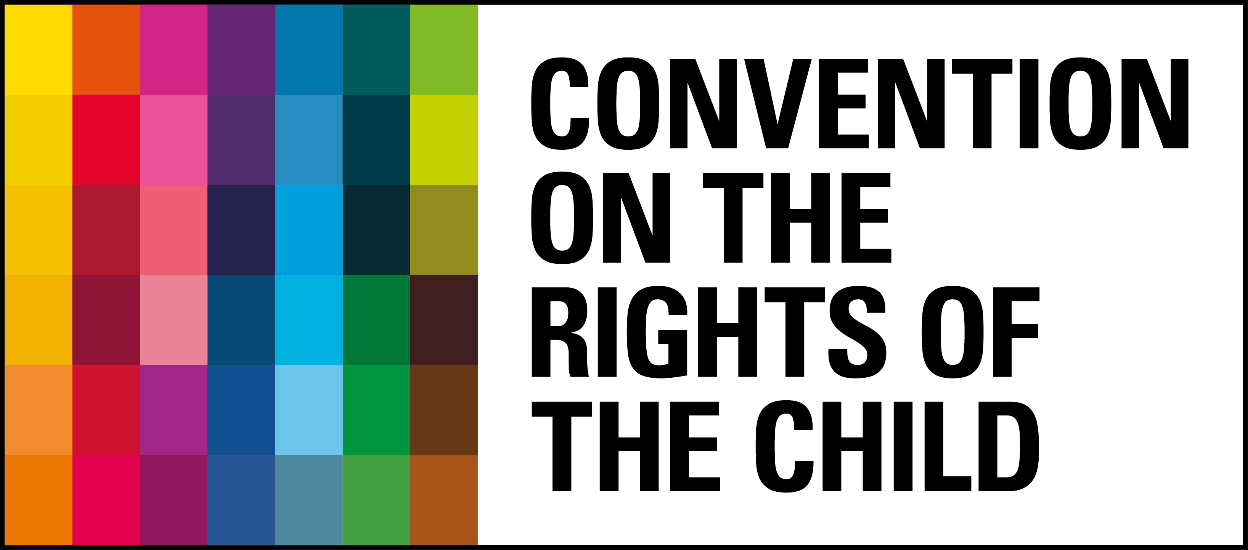 CONVENTION
ON THE
RIGHTS OF
THE CHILD